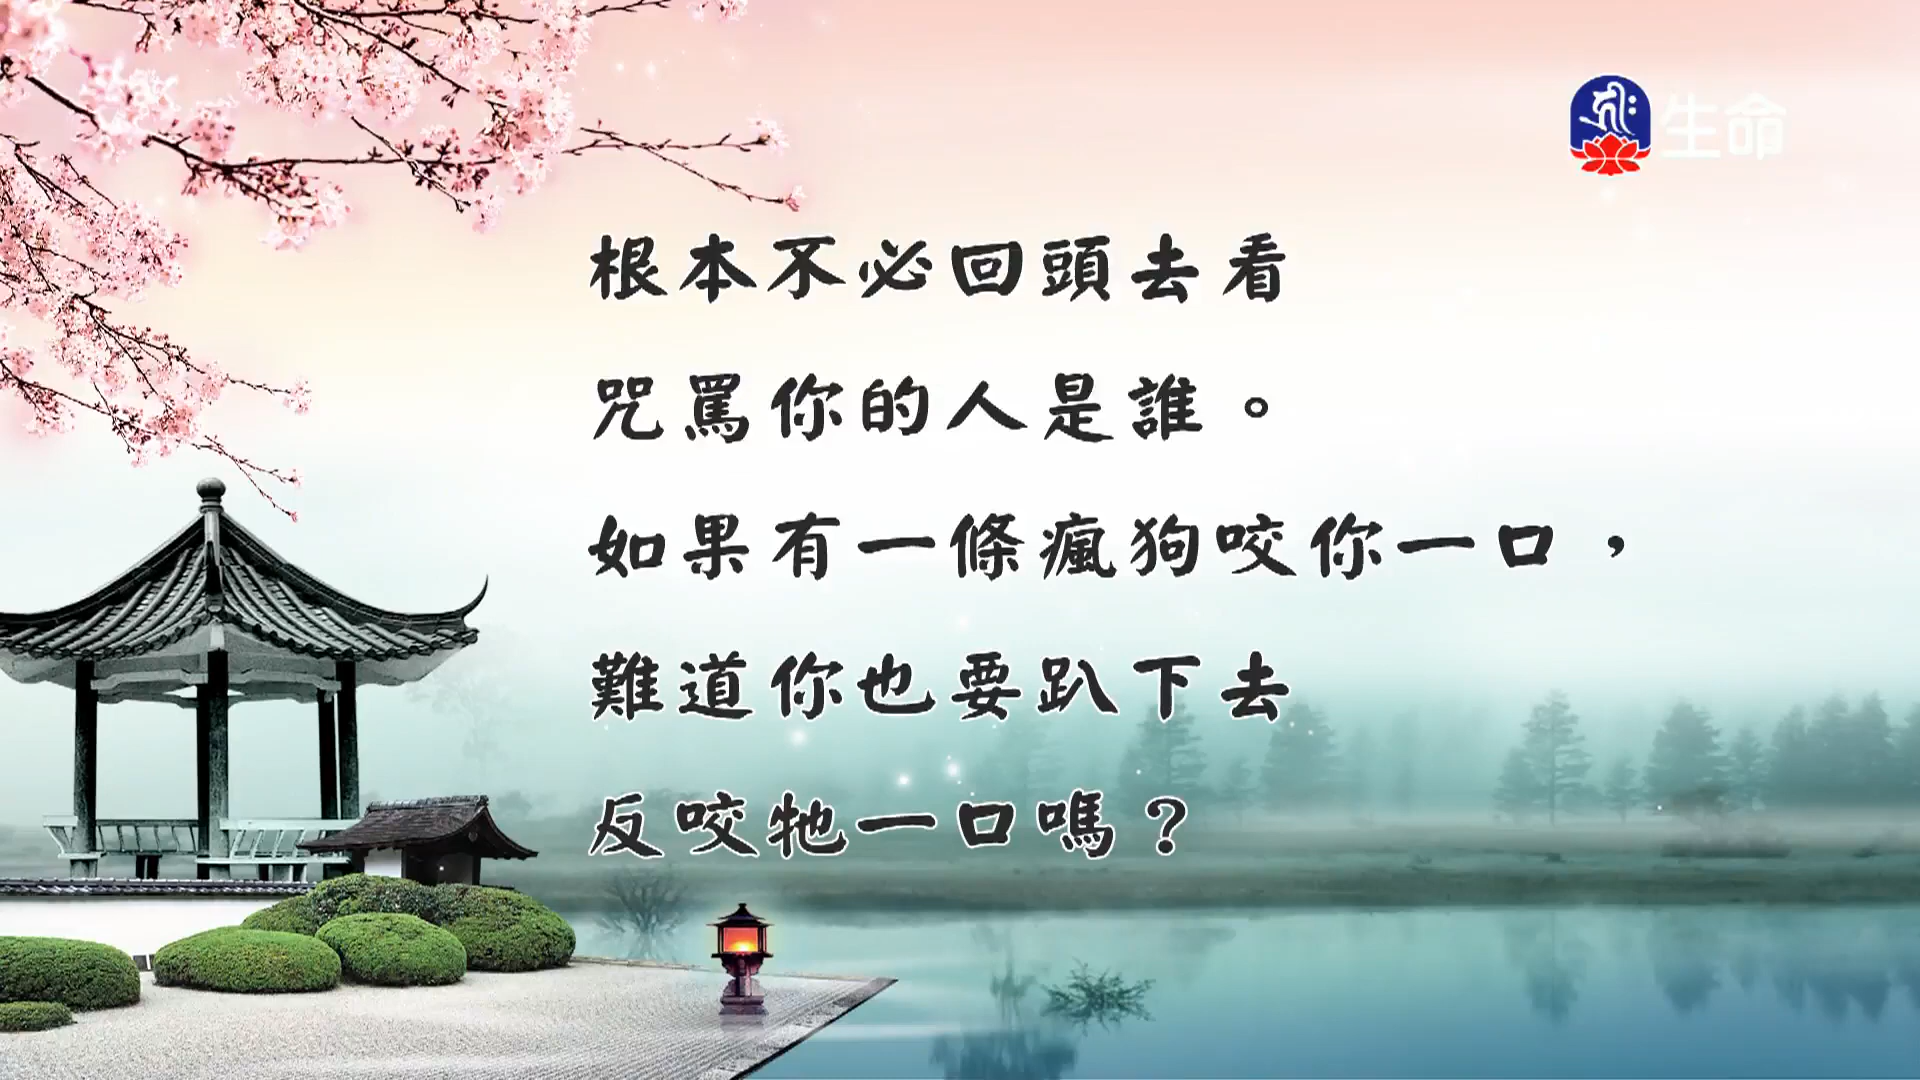 生命
根本不必回頭去看
咒罵你的人是誰。
如果有一條瘋狗咬你一口，
難道你也要趴下去
反咬牠一口嗎？